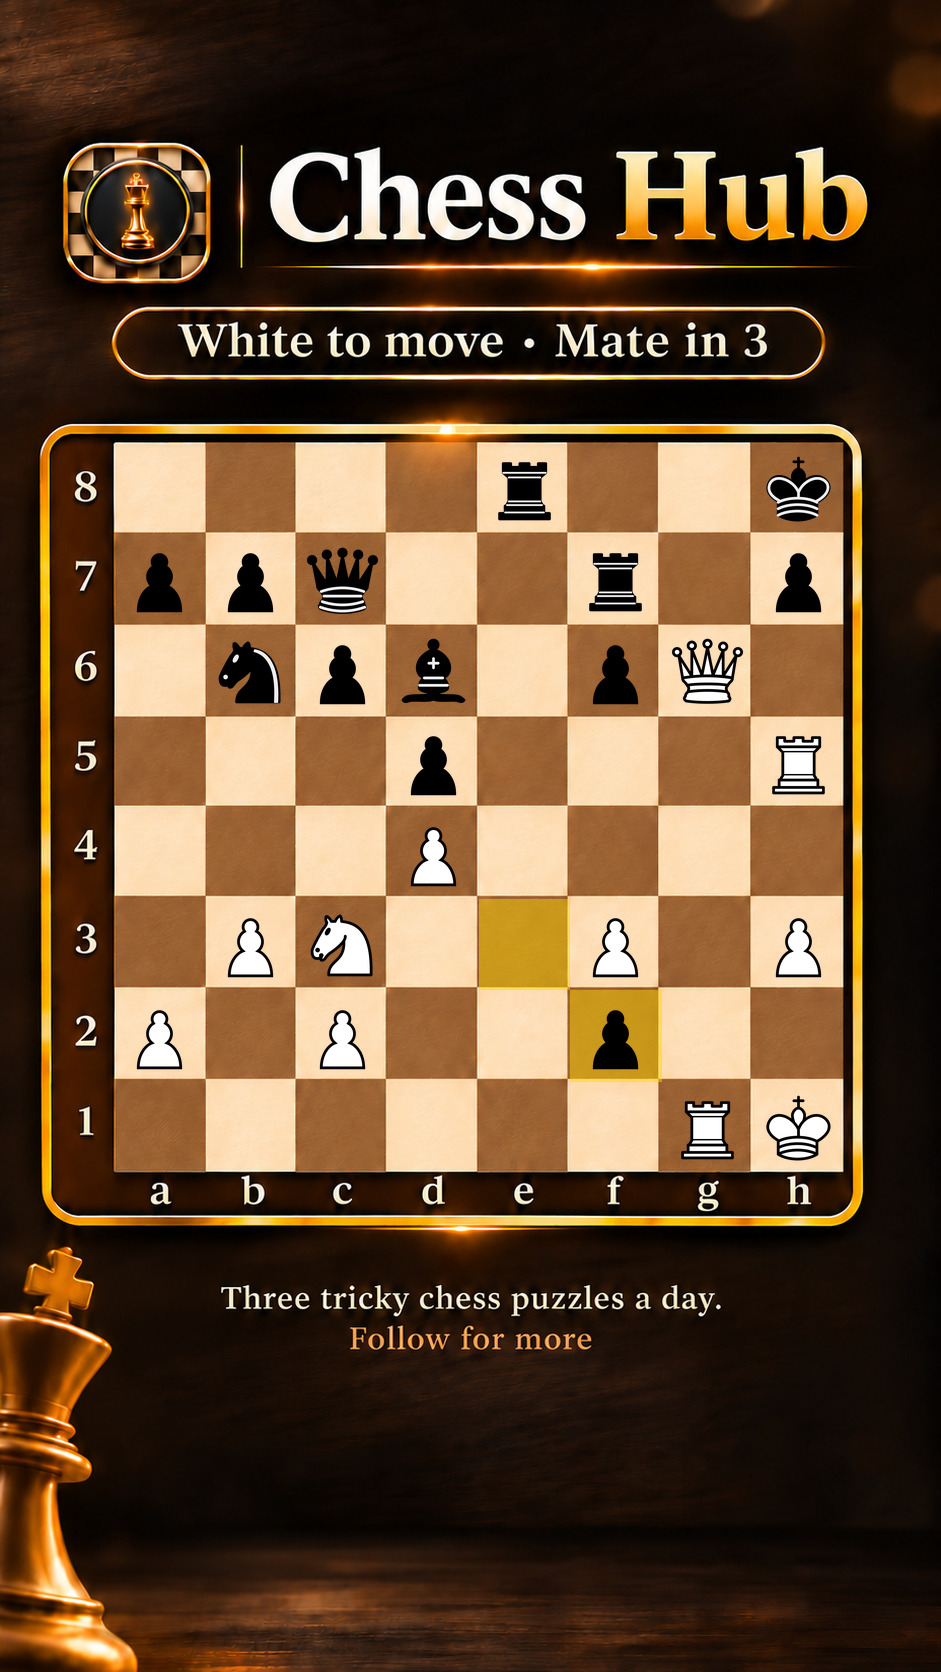 Chess Hub
White to move • Mate in 3
8
7
6
5
4
3
2
1
a b c d e f g h
Three tricky chess puzzles a day.
Follow for more